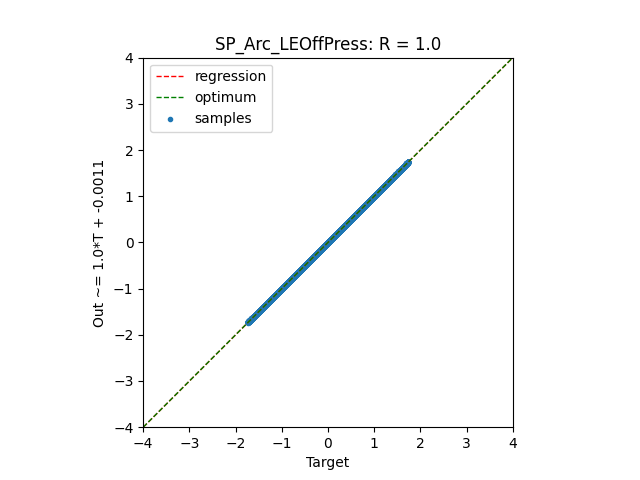 SP_Arc_LEOffPress: R = 1.0
regression
optimum
samples
4
3
2
1
0
−1
−2
−3
−4
−4 −3 −2 −1 0 1 2 3 4
Out ~= 1.0*T + -0.0011
Target